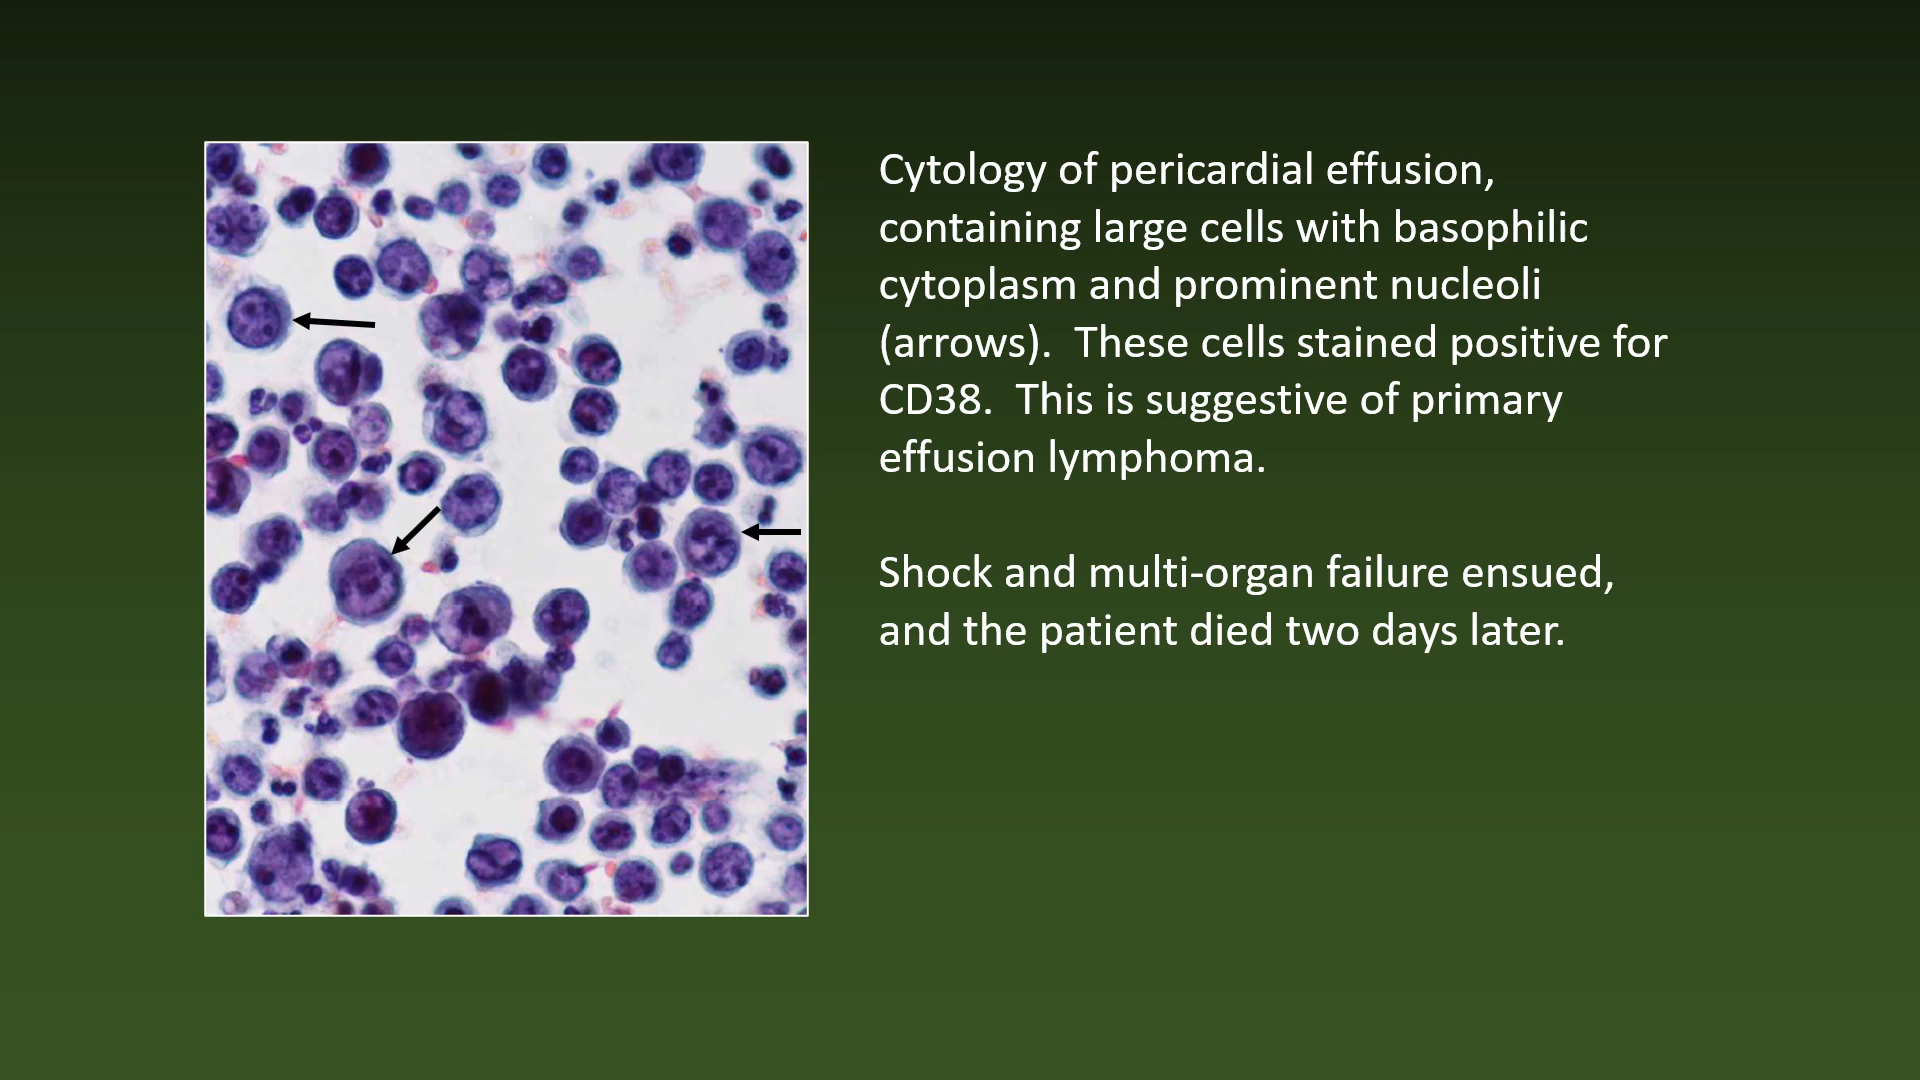 Cytology of pericardial effusion,
containing large cells with basophilic
cytoplasm and prominent nucleoli
(arrows).  These cells stained positive for
CD38.  This is suggestive of primary
effusion lymphoma.
Shock and multi-organ failure ensued,
and the patient died two days later.